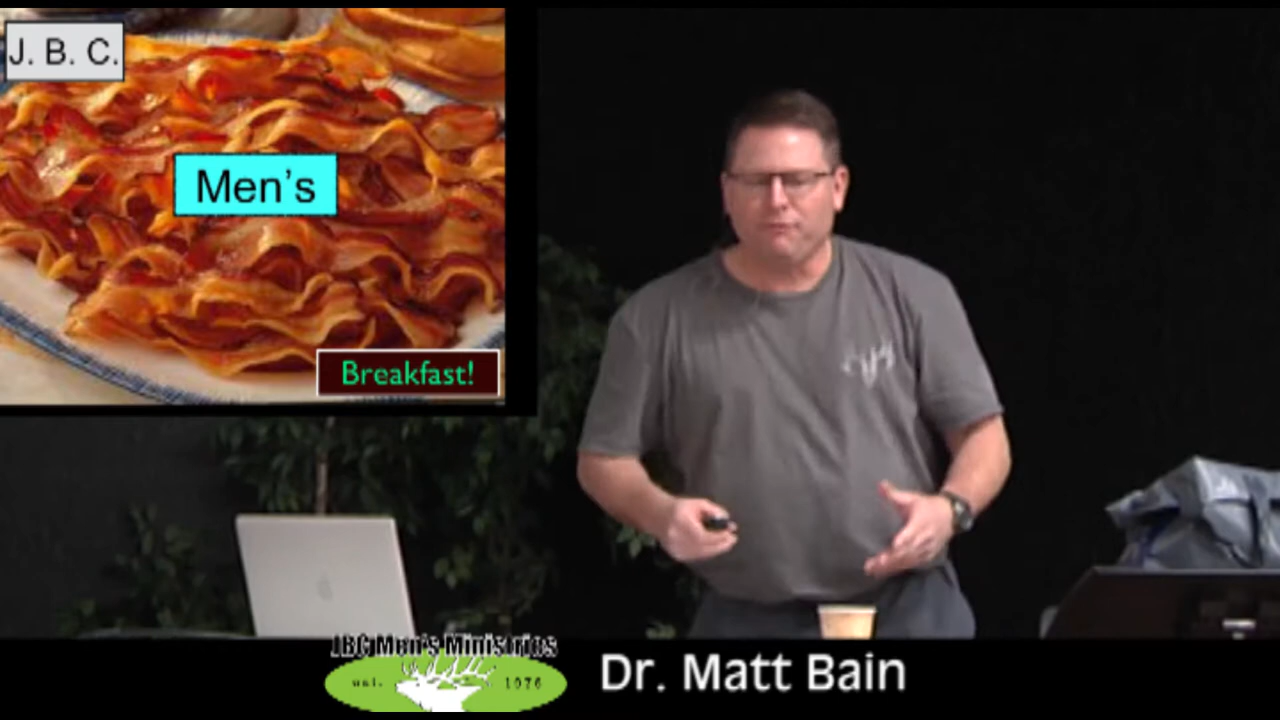 J. B. C.
Men's
Breakfast!
JBC Men's Ministries
est. 1976
Dr. Matt Bain